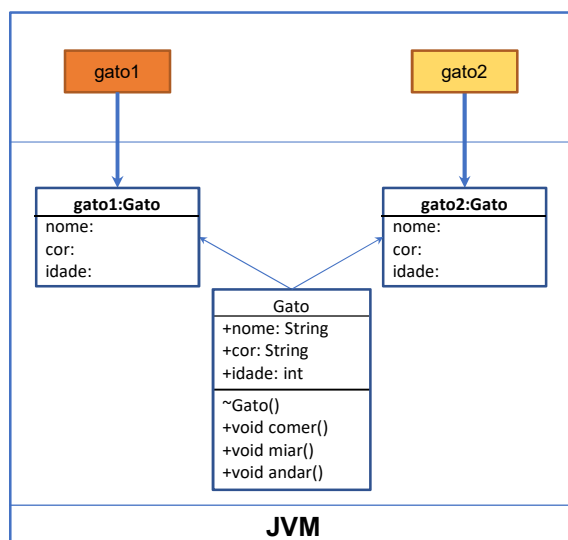 gato1
gato2
gato1:Gato
nome:
cor:
idade:
gato2:Gato
nome:
cor:
idade:
Gato
+nome: String
+cor: String
+idade: int
~Gato()
+void comer()
+void miar()
+void andar()
JVM